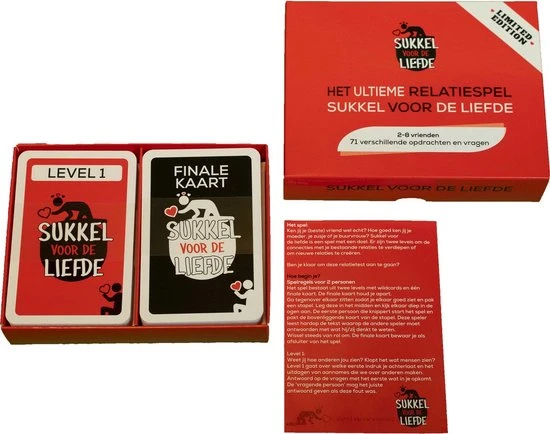 LIMITED
EDITION
SUKKEL
VOOR DE
LIEFDE
HET ULTIEME RELATIESPEL
SUKKEL VOOR DE LIEFDE
2-8 vrienden
71 verschillende opdrachten en vragen
SUKKEL VOOR DE LIEFDE
LEVEL 1
SUKKEL
VOOR DE
LIEFDE
FINALE
KAART
SUKKEL
VOOR DE
LIEFDE
Het spel
Ken jij je (beste) vriend wel echt? Hoe goed ken jij je
moeder, je zusje of je buurvrouw? Sukkel voor
de liefde is een spel met een doel. Er zijn twee levels om de
connecties met je bestaande relaties te verdiepen of
om nieuwe relaties te creëren.
Ben je klaar om deze relatietest aan te gaan?
Hoe begin je?
Spelregels voor 2 personen
Het spel bestaat uit twee levels met wildcards en één
finale kaart. De finale kaart houd je apart.
Ga tegenover elkaar zitten zodat je elkaar goed ziet en pak
een stapel. Leg deze in het midden en kijk elkaar diep in de
ogen aan. De eerste persoon die knippert start het spel en
pakt de bovenliggende kaart van de stapel. Deze speler
leest hardop de tekst waarop de andere speler moet
antwoorden met wat hij/zij denkt te weten.
Wissel steeds van rol om. De finale kaart bewaar je als
afsluiter van het spel.
Level 1:
Weet jij hoe anderen jou zien? Klopt het wat mensen zien?
Level 1 gaat over welke eerste indruk je achterlaat en het
uitdagen van aannames die we over anderen maken.
Antwoord op de vragen met het eerste wat in je opkomt.
De 'vragende persoon' mag het juiste
antwoord geven als deze fout was.
SUKKEL
VOOR DE
LIEFDE